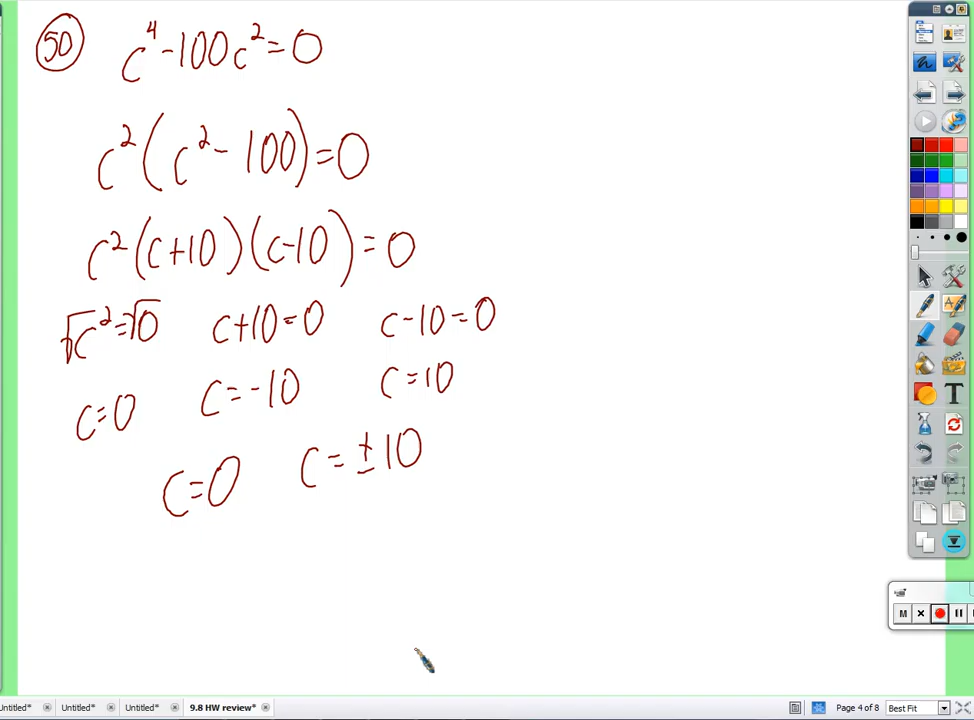 50 c⁴-100c²=0
c²(c²-100)=0
c²(c+10)(c-10)=0
√c²=√0 c+10=0 c-10=0
c=0 c=-10 c=10
c=0 c=±10
M
Untitled* Untitled* Untitled* 9.8 HW review* Page 4 of 8 Best Fit